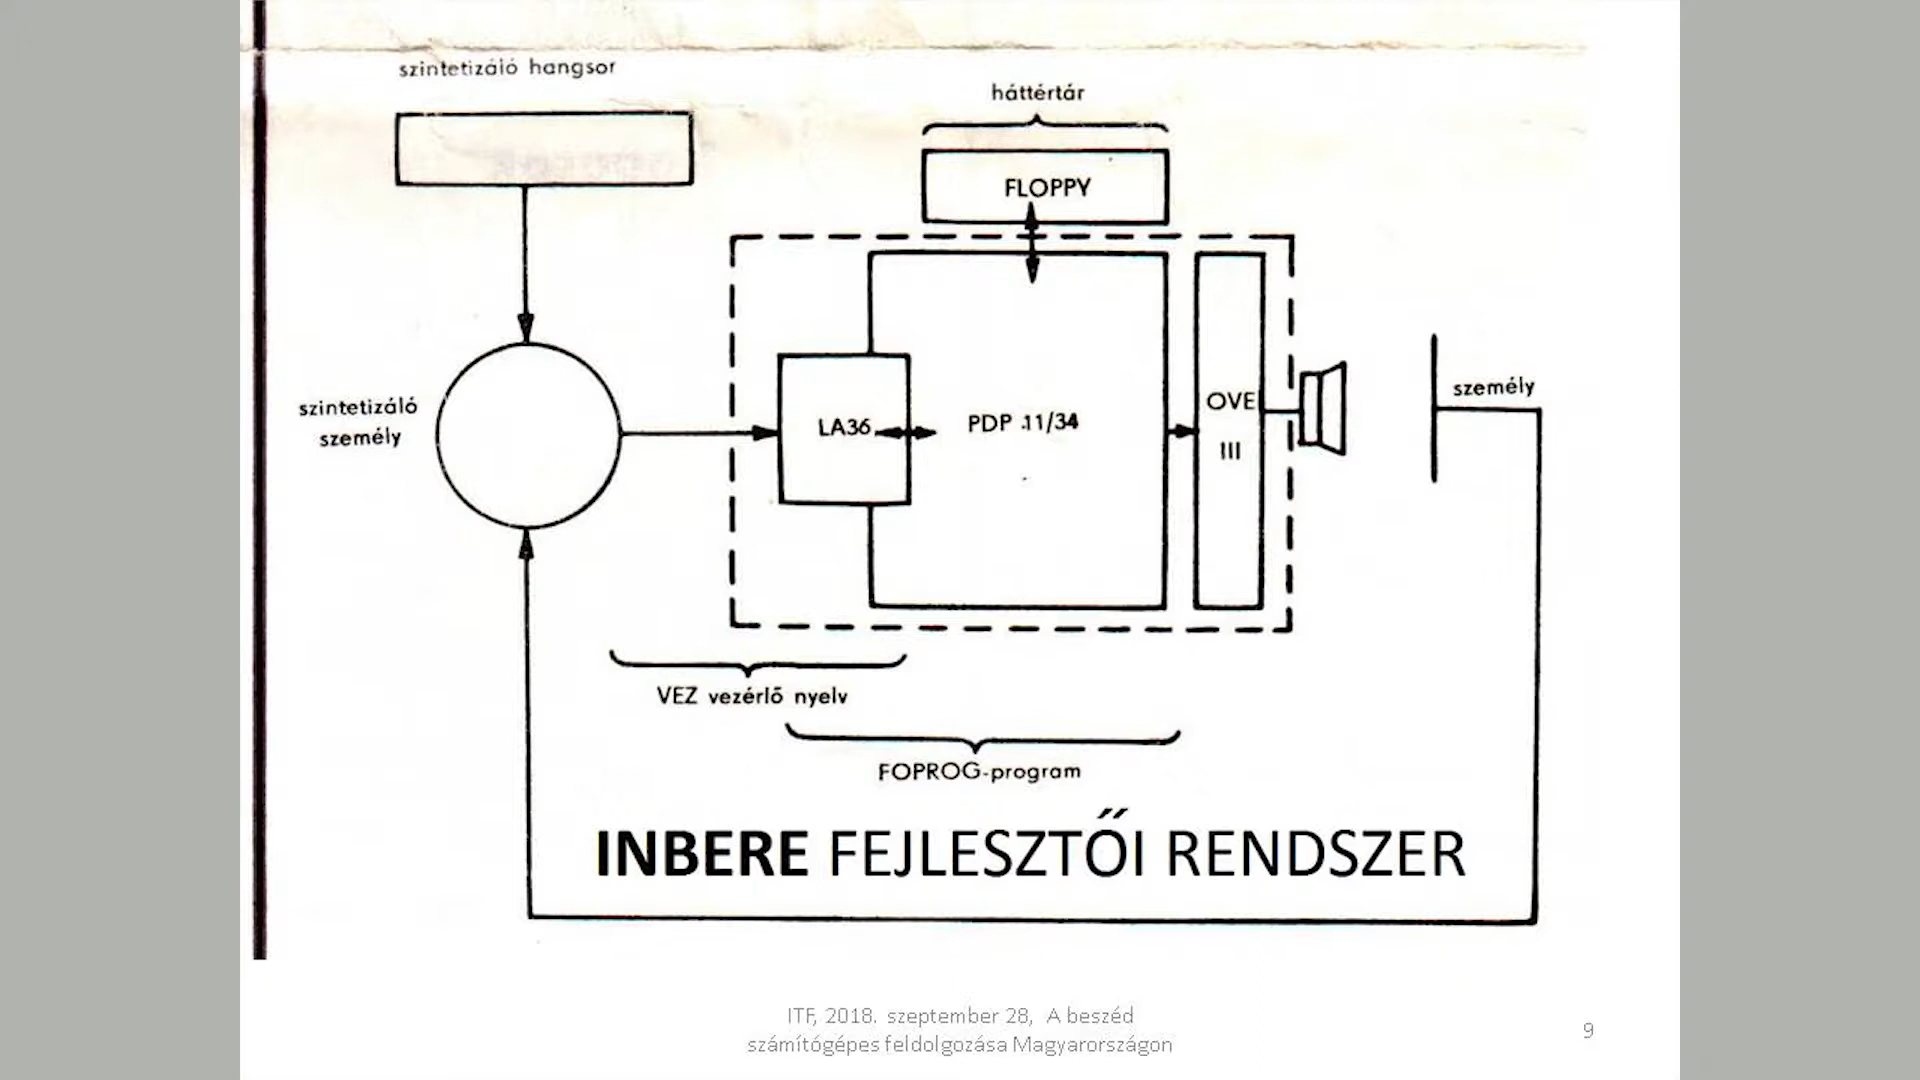 szintetizáló hangsor
háttértár
FLOPPY
szintetizáló
személy
LA36
PDP 11/34
OVE
III
személy
VEZ vezérlő nyelv
FOPROG-program
INBERE FEJLESZTŐI RENDSZER
ITF, 2018. szeptember 28, A beszéd
számítógépes feldolgozása Magyarországon
9